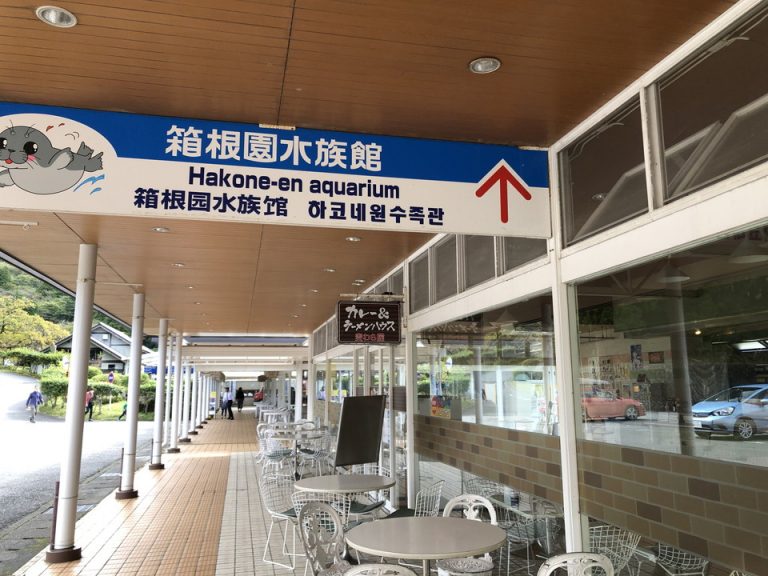 箱根園水族館
Hakone-en aquarium
箱根园水族馆 하코네원수족관
カレー&
ラーメンハウス